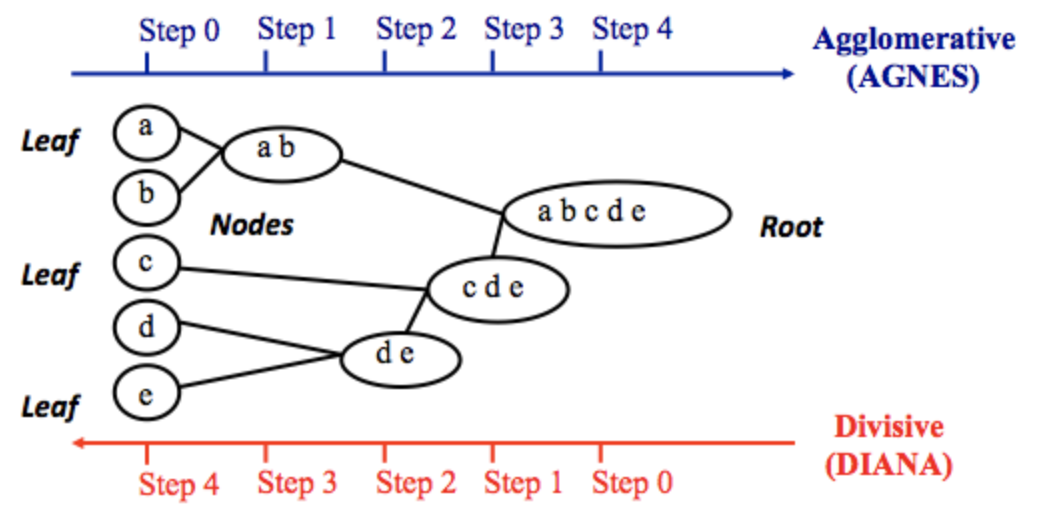 Step 0 Step 1 Step 2 Step 3 Step 4
Agglomerative
(AGNES)
Leaf
a
a b
b
Nodes
a b c d e
Root
Leaf
c
c d e
d
d e
Leaf
e
Divisive
(DIANA)
Step 4 Step 3 Step 2 Step 1 Step 0